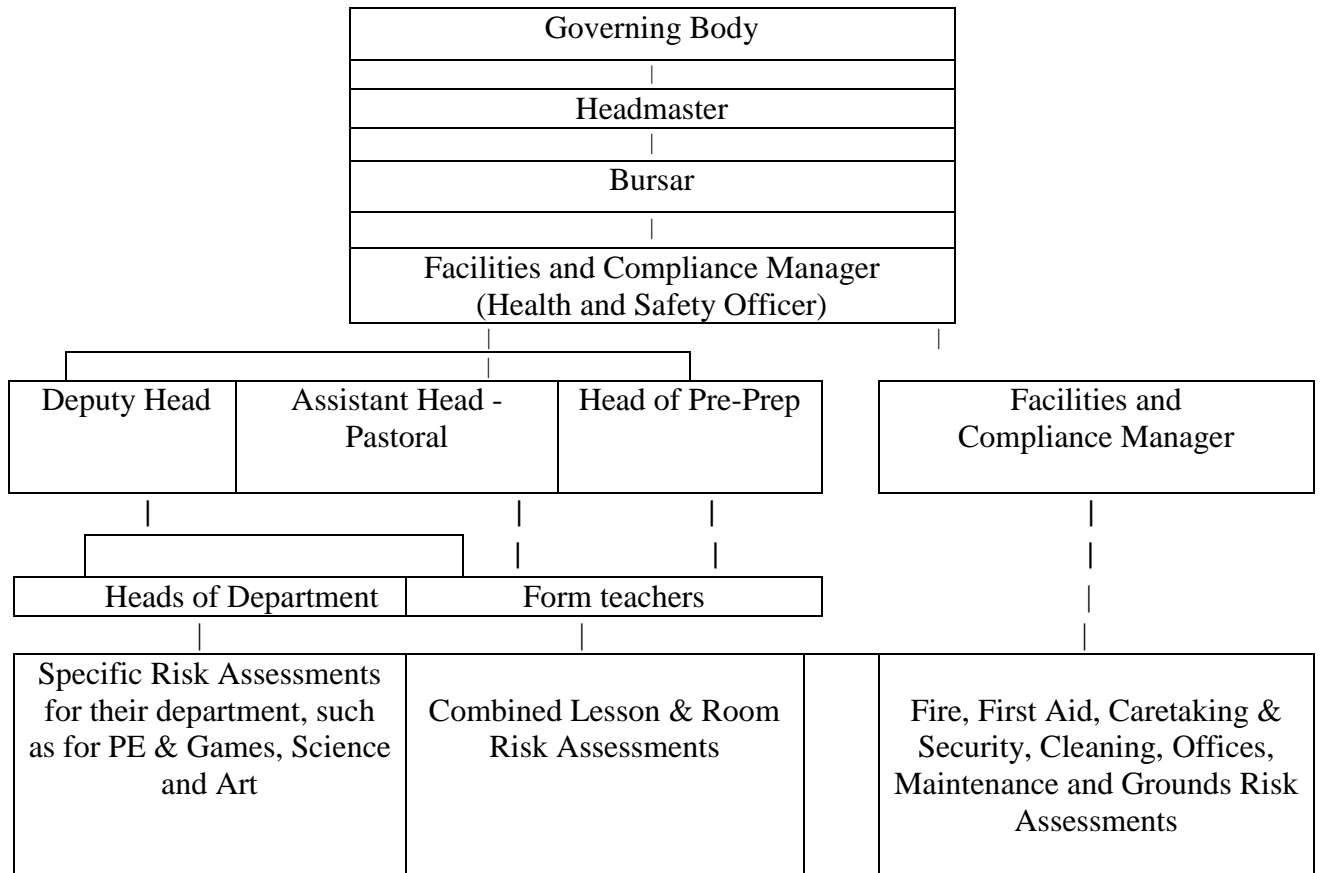 Governing Body
Headmaster
Bursar
Facilities and Compliance Manager
(Health and Safety Officer)
Deputy Head
Assistant Head -
Pastoral
Head of Pre-Prep
Facilities and
Compliance Manager
Heads of Department
Form teachers
Specific Risk Assessments
for their department, such
as for PE & Games, Science
and Art
Combined Lesson & Room
Risk Assessments
Fire, First Aid, Caretaking &
Security, Cleaning, Offices,
Maintenance and Grounds Risk
Assessments